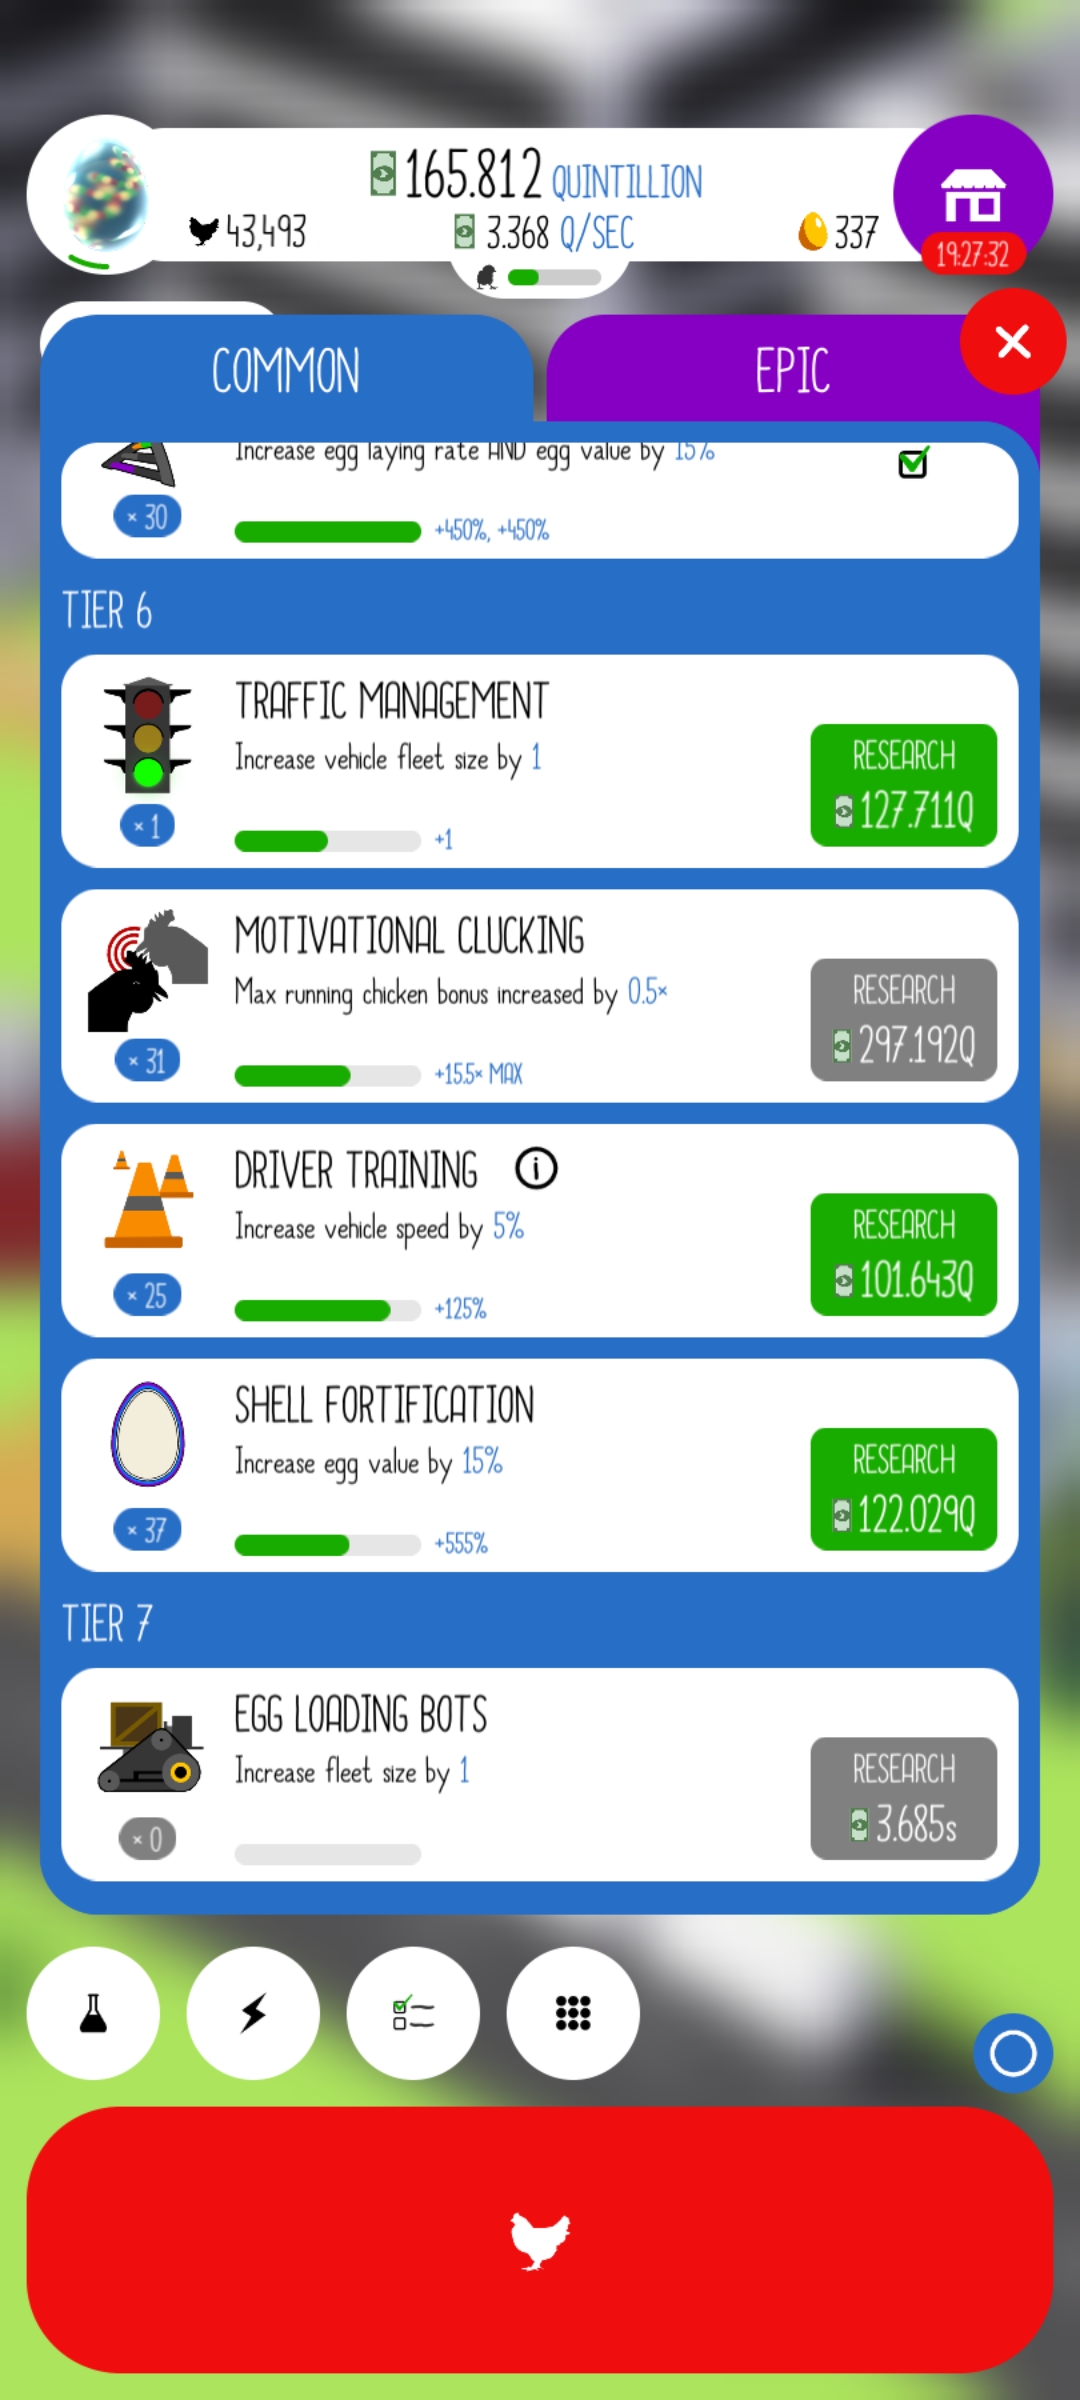 165.812 QUINTILLION
43,493 3.368 Q/SEC 337
19:27:32
COMMON EPIC
Increase egg laying rate AND egg value by 15%
× 30 +450%, +450%
TIER 6
TRAFFIC MANAGEMENT
Increase vehicle fleet size by 1
RESEARCH
127.711Q
× 1 +1
MOTIVATIONAL CLUCKING
Max running chicken bonus increased by 0.5×
RESEARCH
297.192Q
× 31 +15.5× MAX
DRIVER TRAINING i
Increase vehicle speed by 5%
RESEARCH
101.643Q
× 25 +125%
SHELL FORTIFICATION
Increase egg value by 15%
RESEARCH
122.029Q
× 37 +555%
TIER 7
EGG LOADING BOTS
Increase fleet size by 1
RESEARCH
3.685s
× 0